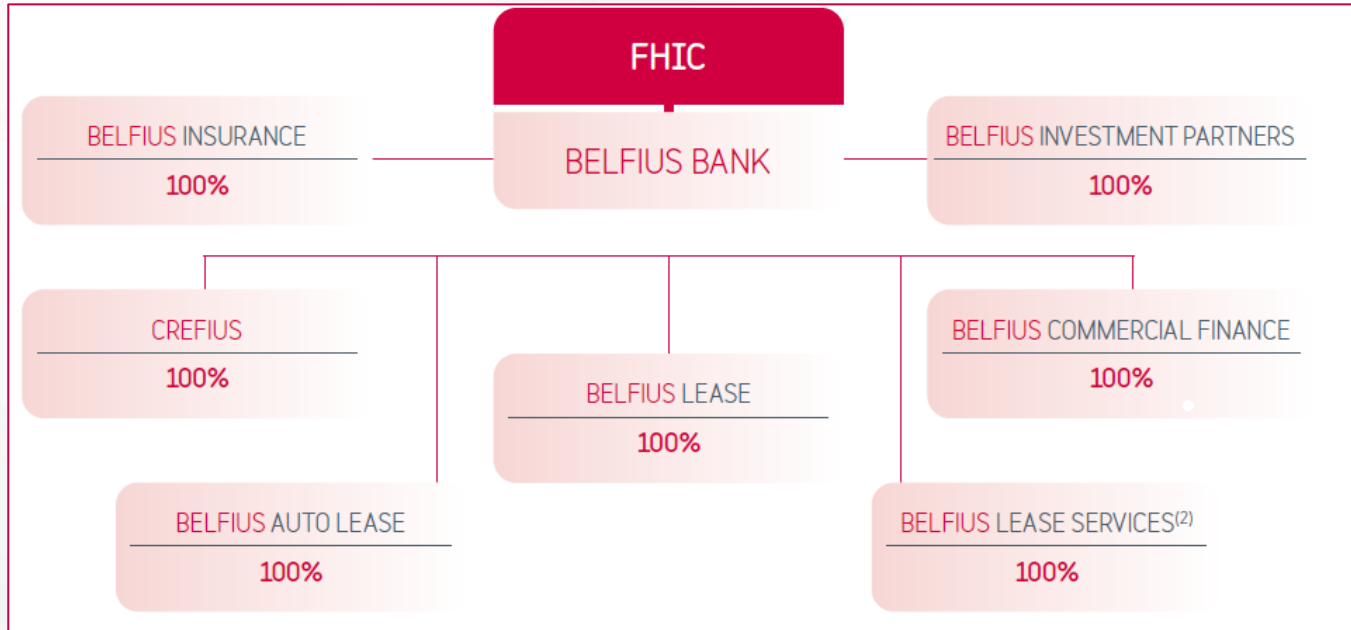 FHIC
BELFIUS INSURANCE
100%
BELFIUS BANK
BELFIUS INVESTMENT PARTNERS
100%
CREFIUS
100%
BELFIUS LEASE
100%
BELFIUS COMMERCIAL FINANCE
100%
BELFIUS AUTO LEASE
100%
BELFIUS LEASE SERVICES(2)
100%